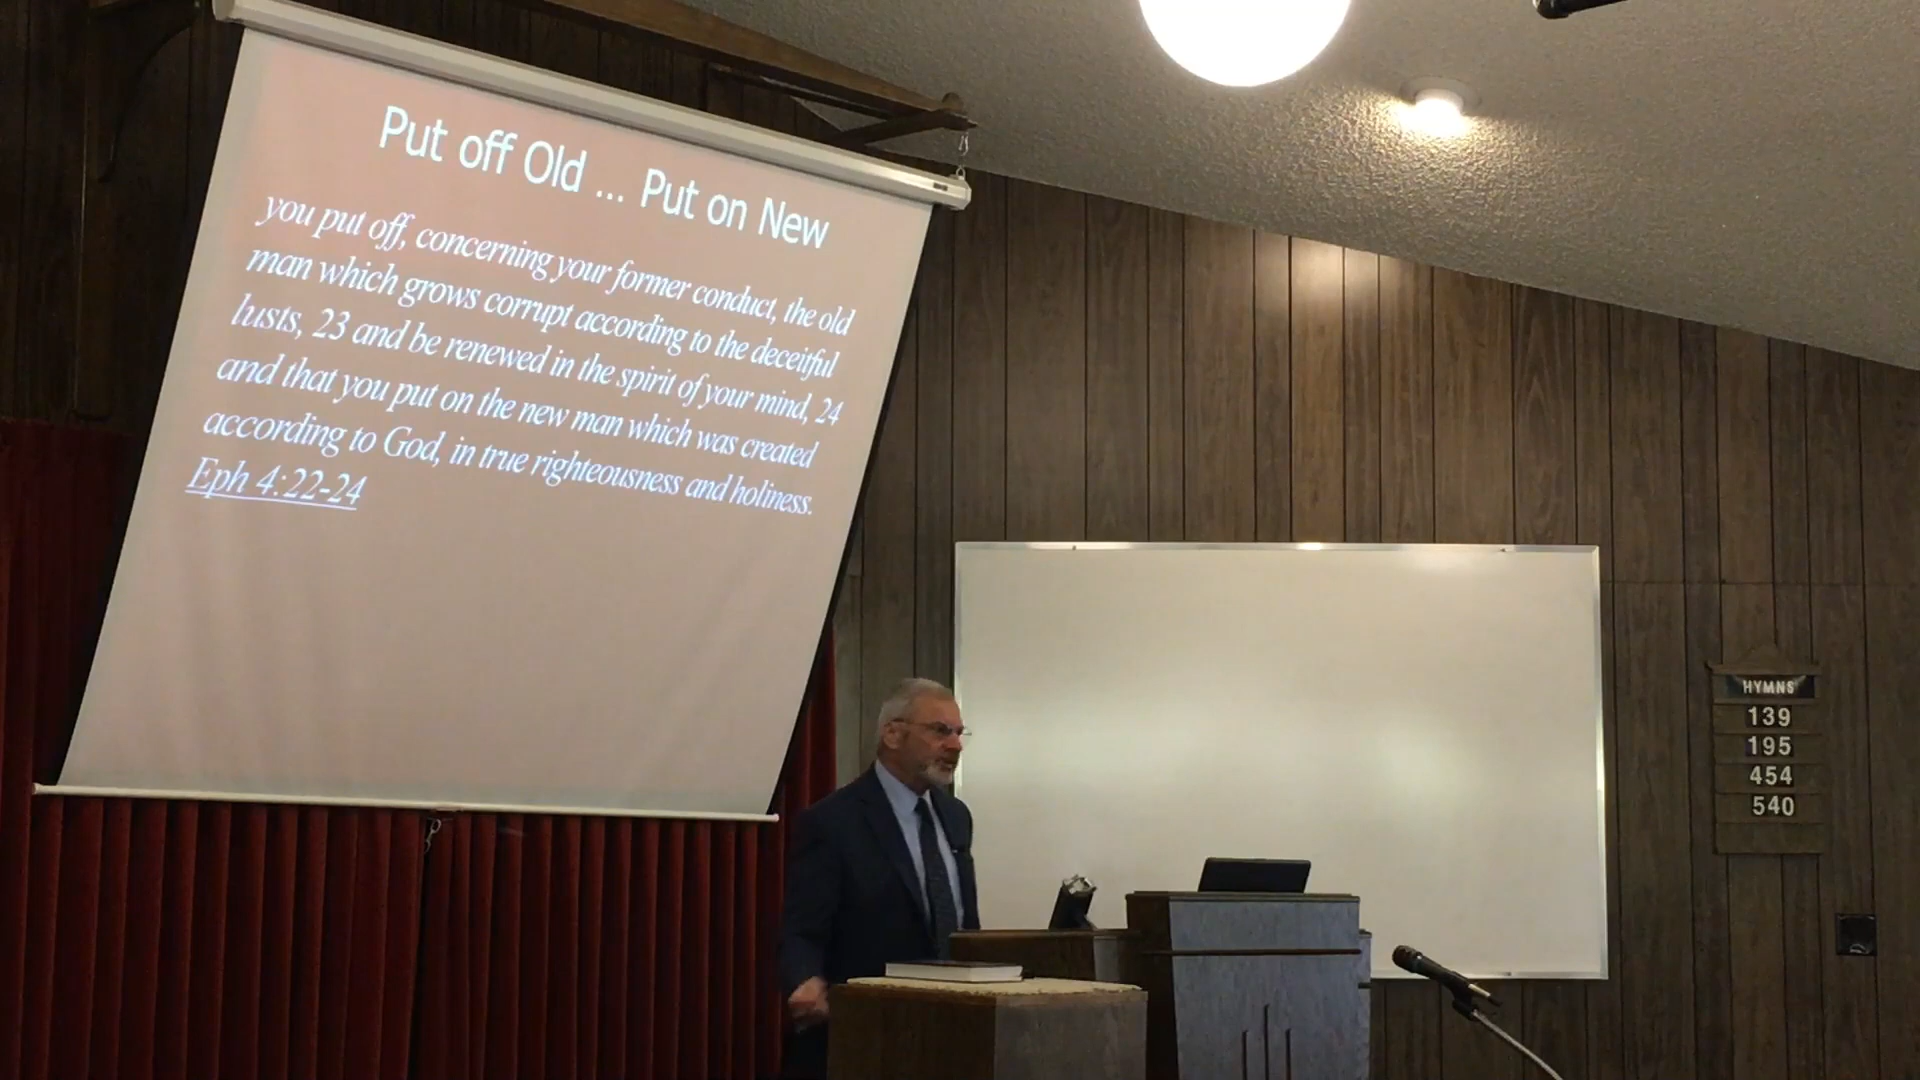 Put off Old ... Put on New
you put off, concerning your former conduct, the old
man which grows corrupt according to the deceitful
lusts, 23 and be renewed in the spirit of your mind, 24
and that you put on the new man which was created
according to God, in true righteousness and holiness.
Eph 4:22-24
HYMNS
139
195
454
540